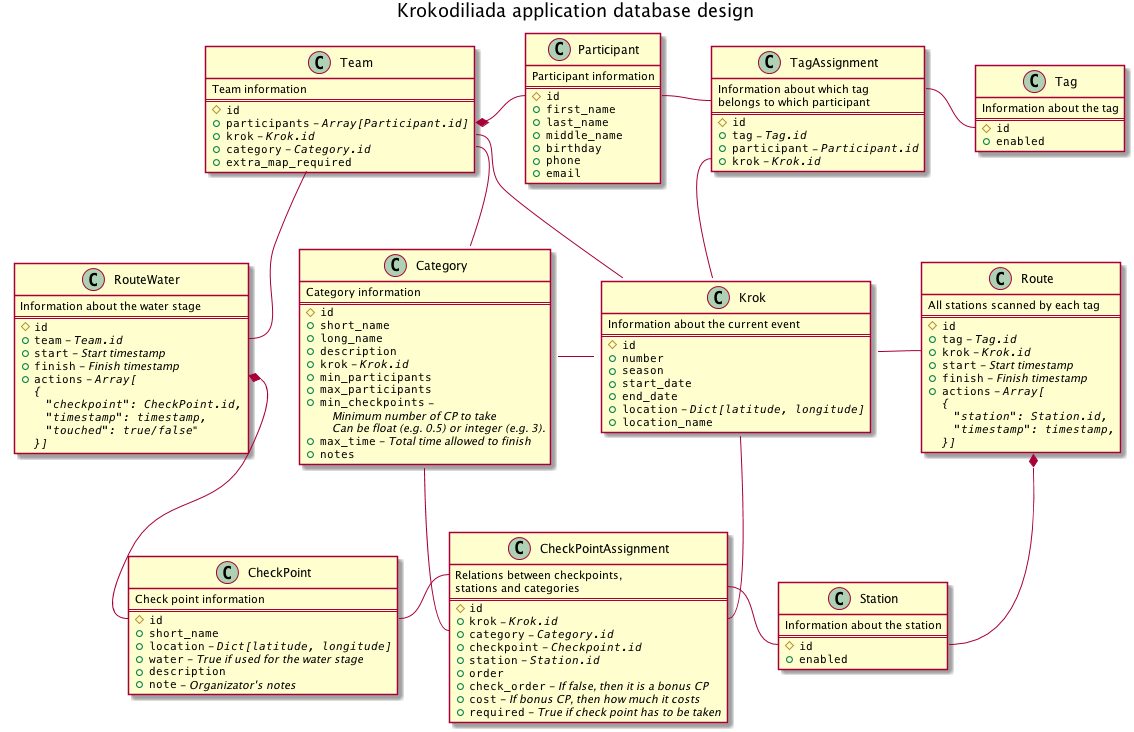 Krokodiliada application database design
C Team
Team information
id
participants – Array[Participant.id]
krok – Krok.id
category – Category.id
extra_map_required
C Participant
Participant information
id
first_name
last_name
middle_name
birthday
phone
email
C TagAssignment
Information about which tag
belongs to which participant
id
tag – Tag.id
participant – Participant.id
krok – Krok.id
C Tag
Information about the tag
id
enabled
C RouteWater
Information about the water stage
id
team – Team.id
start – Start timestamp
finish – Finish timestamp
actions – Array[
{
"checkpoint": CheckPoint.id,
"timestamp": timestamp,
"touched": true/false"
}]
C Category
Category information
id
short_name
long_name
description
krok – Krok.id
min_participants
max_participants
min_checkpoints –
Minimum number of CP to take
Can be float (e.g. 0.5) or integer (e.g. 3).
max_time – Total time allowed to finish
notes
C Krok
Information about the current event
id
number
season
start_date
end_date
location – Dict[latitude, longitude]
location_name
C Route
All stations scanned by each tag
id
tag – Tag.id
krok – Krok.id
start – Start timestamp
finish – Finish timestamp
actions – Array[
{
"station": Station.id,
"timestamp": timestamp,
}]
C CheckPoint
Check point information
id
short_name
location – Dict[latitude, longitude]
water – True if used for the water stage
description
note – Organizator's notes
C CheckPointAssignment
Relations between checkpoints,
stations and categories
id
krok – Krok.id
category – Category.id
checkpoint – Checkpoint.id
station – Station.id
order
check_order – If false, then it is a bonus CP
cost – If bonus CP, then how much it costs
required – True if check point has to be taken
C Station
Information about the station
id
enabled